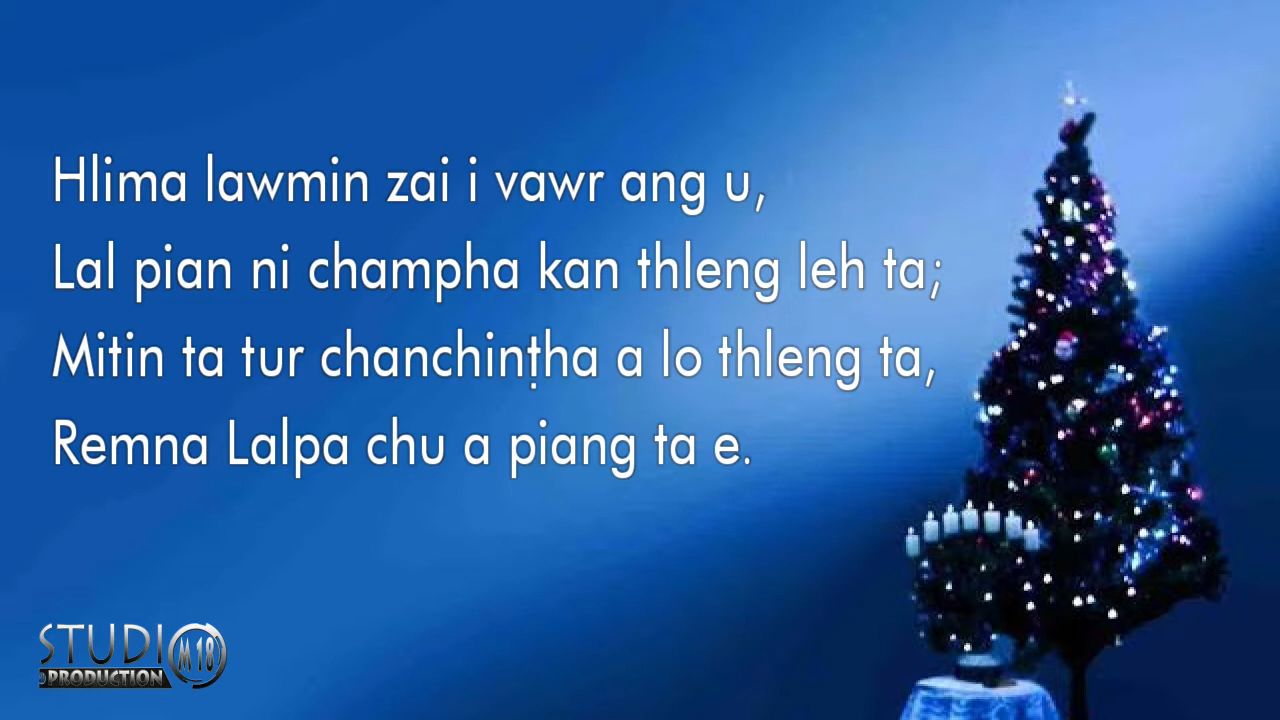 Hlima lawmin zai i vawr ang u,
Lal pian ni champha kan thleng leh ta;
Mitin ta tur chanchinṭha a lo thleng ta,
Remna Lalpa chu a piang ta e.
STUDIO M18
PRODUCTION